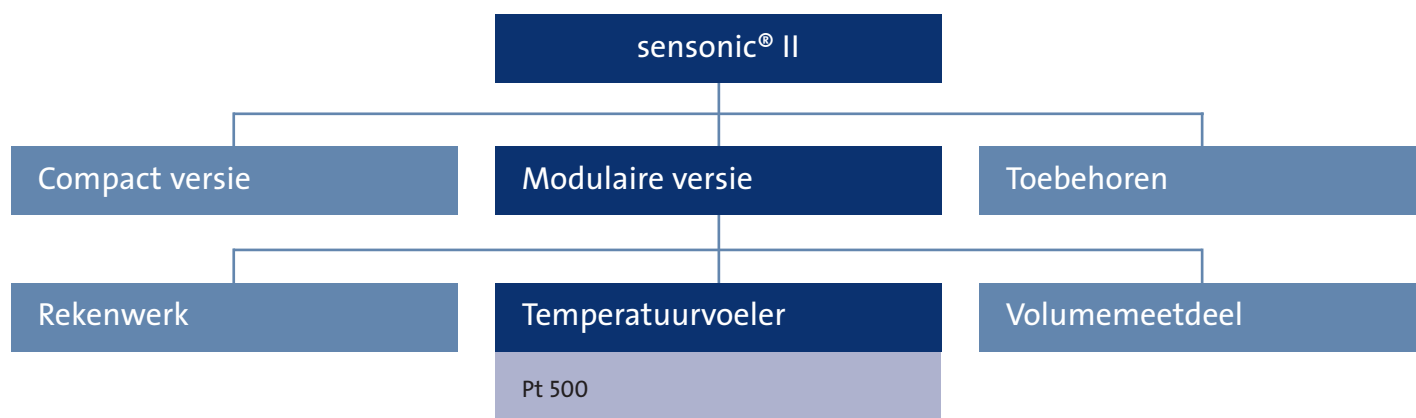 sensonic® II
Compact versie
Modulaire versie
Toebehoren
Rekenwerk
Temperatuurvoeler
Volumemeetdeel
Pt 500